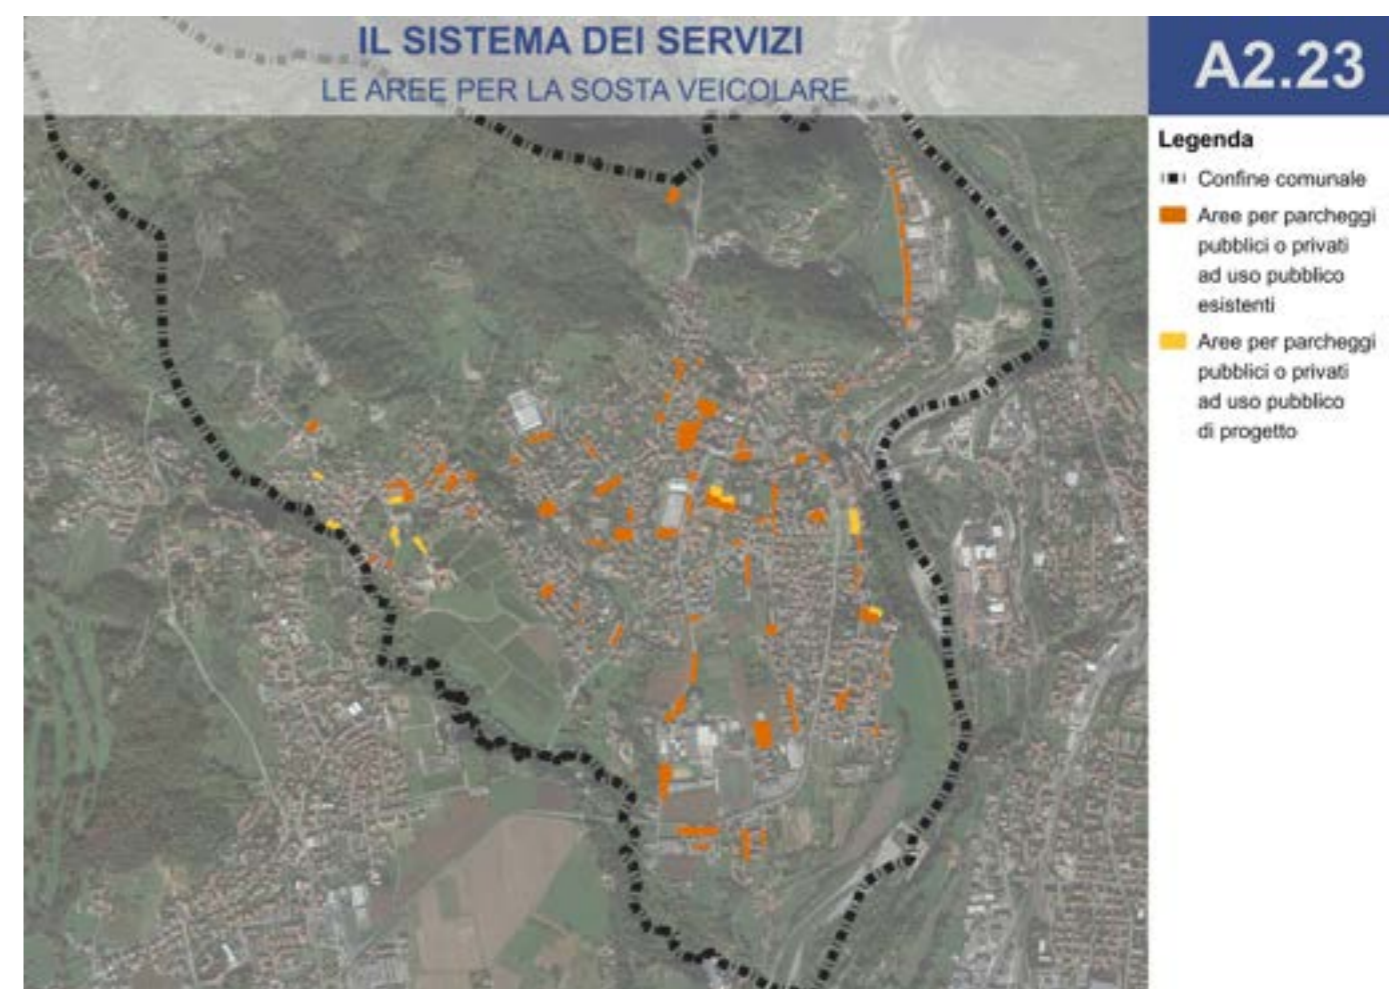 IL SISTEMA DEI SERVIZI
LE AREE PER LA SOSTA VEICOLARE
A2.23
Legenda
Confine comunale
Aree per parcheggi
pubblici o privati
ad uso pubblico
esistenti
Aree per parcheggi
pubblici o privati
ad uso pubblico
di progetto